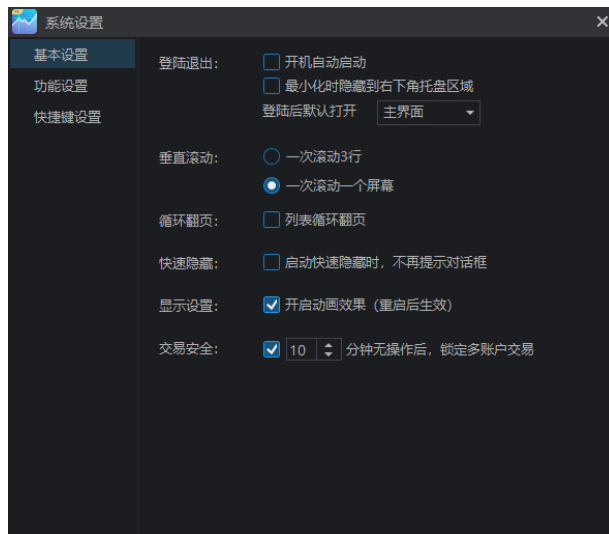 系统设置
基本设置
功能设置
快捷键设置
登陆退出：
开机自动启动
最小化时隐藏到右下角托盘区域
登陆后默认打开 主界面
垂直滚动：
一次滚动3行
一次滚动一个屏幕
循环翻页：
列表循环翻页
快速隐藏：
启动快速隐藏时，不再提示对话框
显示设置：
开启动画效果（重启后生效）
交易安全：
10 分钟无操作后，锁定多账户交易